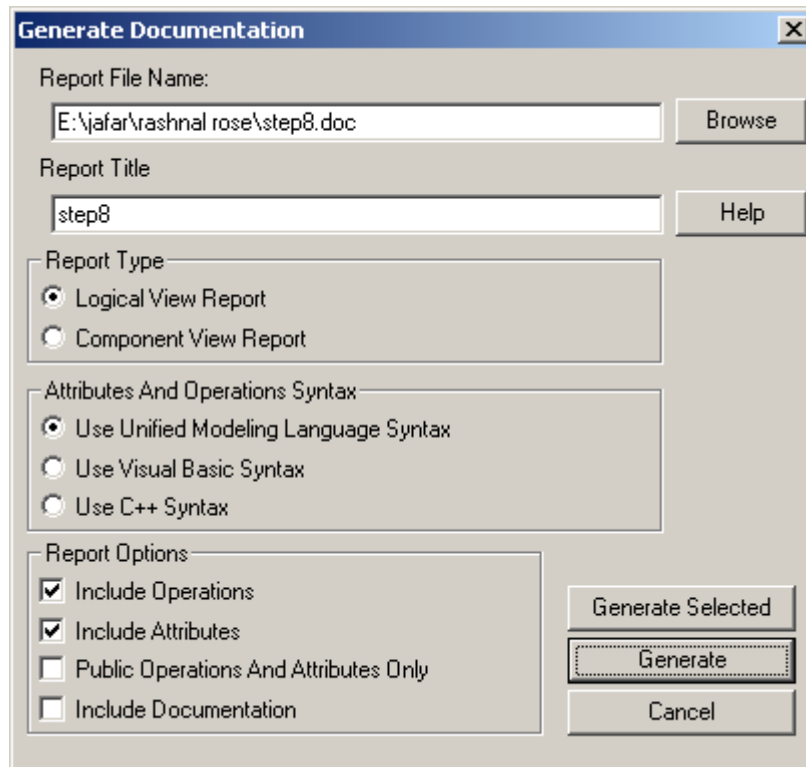 Generate Documentation
Report File Name:
E:\jafar\rashnal rose\step8.doc
Browse
Report Title
step8
Help
Report Type
Logical View Report
Component View Report
Attributes And Operations Syntax
Use Unified Modeling Language Syntax
Use Visual Basic Syntax
Use C++ Syntax
Report Options
Include Operations
Include Attributes
Public Operations And Attributes Only
Include Documentation
Generate Selected
Generate
Cancel